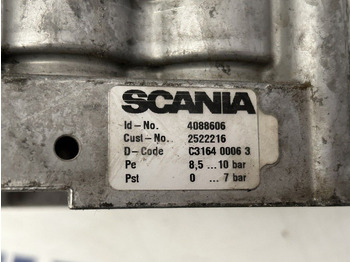 SCANIA
Id-No. 4088606
Cust-No. 2522216
D-Code C3164 0006 3
Pe 8,5 ... 10 bar
Pst 0 ... 7 bar